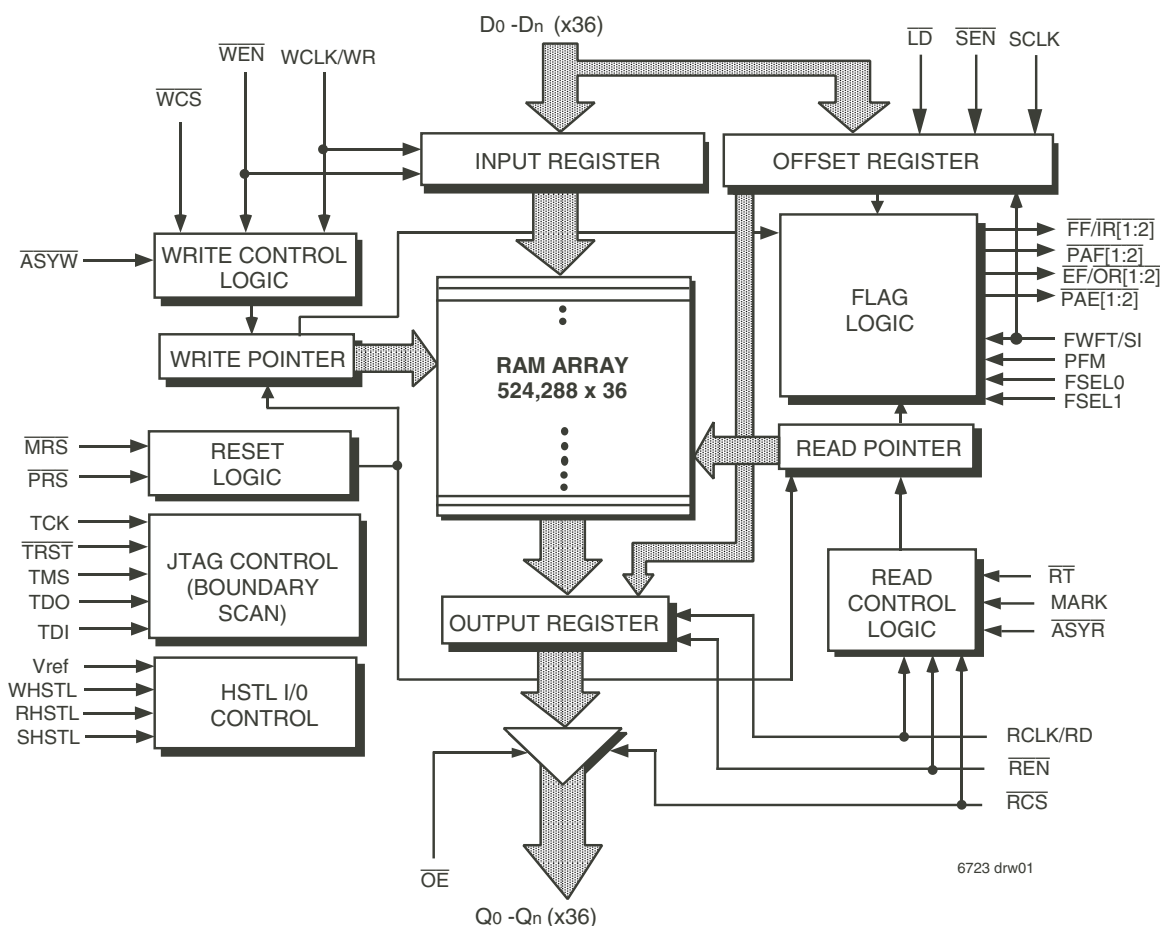 D0 -Dn (x36)
WEN WCLK/WR LD SEN SCLK
WCS
INPUT REGISTER
OFFSET REGISTER
ASYW
WRITE CONTROL
LOGIC
FF/IR[1:2]
PAF[1:2]
EF/OR[1:2]
PAE[1:2]
FLAG
LOGIC
WRITE POINTER
RAM ARRAY
524,288 x 36
FWFT/SI
PFM
FSEL0
FSEL1
MRS
PRS
RESET
LOGIC
READ POINTER
TCK
TRST
TMS
TDO
TDI
JTAG CONTROL
(BOUNDARY
SCAN)
READ
CONTROL
LOGIC
RT
MARK
ASYR
OUTPUT REGISTER
Vref
WHSTL
RHSTL
SHSTL
HSTL I/0
CONTROL
RCLK/RD
REN
RCS
OE
6723 drw01
Q0 -Qn (x36)